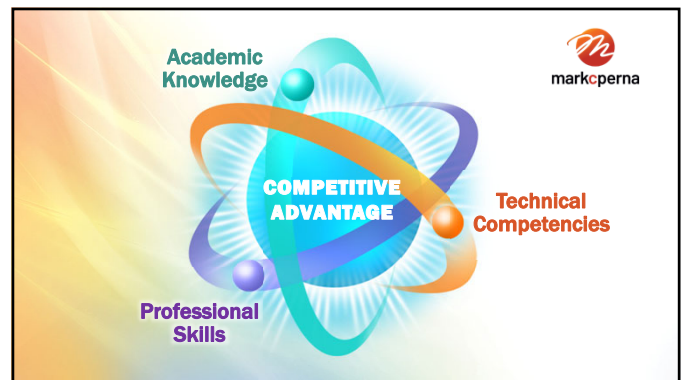 Academic
Knowledge
markcperna
COMPETITIVE
ADVANTAGE
Technical
Competencies
Professional
Skills